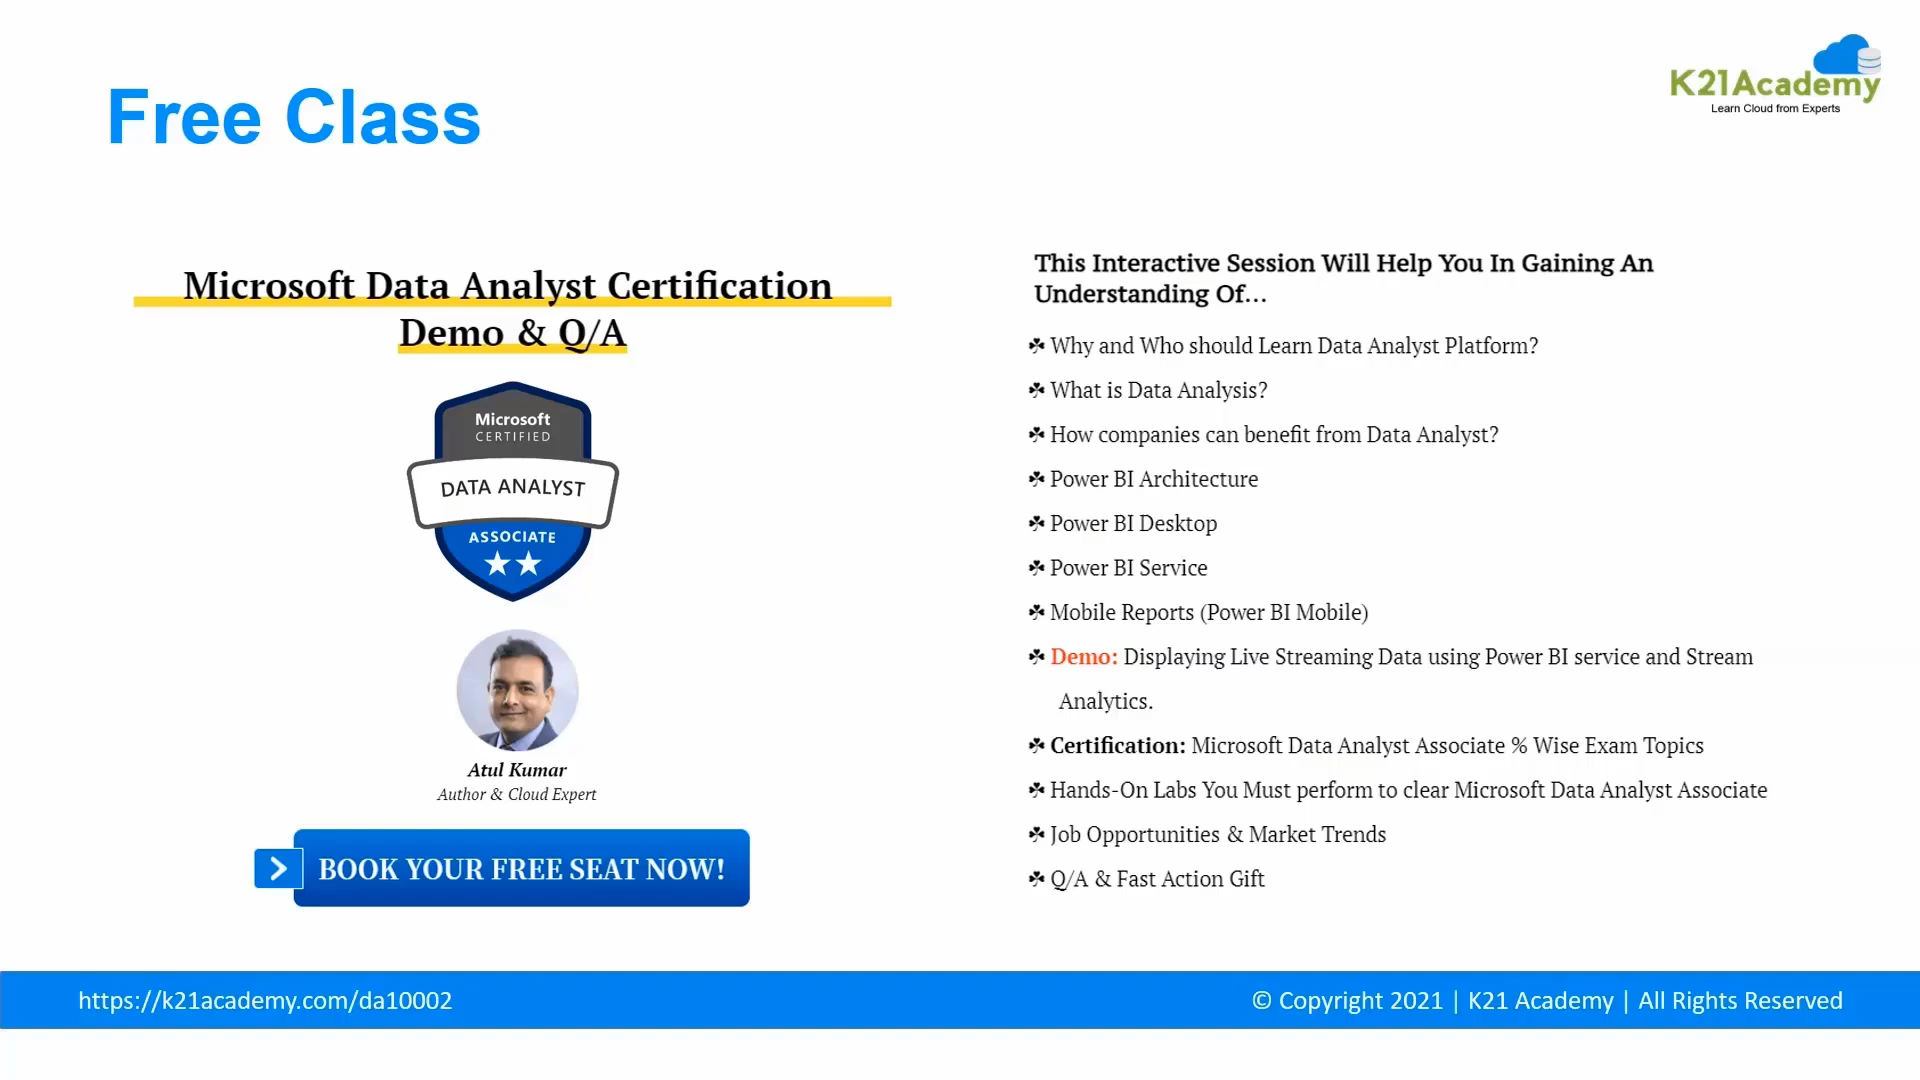 Free Class
K21Academy
Learn Cloud from Experts
Microsoft Data Analyst Certification
Demo & Q/A
Microsoft
CERTIFIED
DATA ANALYST
ASSOCIATE
Atul Kumar
Author & Cloud Expert
BOOK YOUR FREE SEAT NOW!
This Interactive Session Will Help You In Gaining An
Understanding Of...
☘ Why and Who should Learn Data Analyst Platform?
☘ What is Data Analysis?
☘ How companies can benefit from Data Analyst?
☘ Power BI Architecture
☘ Power BI Desktop
☘ Power BI Service
☘ Mobile Reports (Power BI Mobile)
☘ Demo: Displaying Live Streaming Data using Power BI service and Stream
Analytics.
☘ Certification: Microsoft Data Analyst Associate % Wise Exam Topics
☘ Hands-On Labs You Must perform to clear Microsoft Data Analyst Associate
☘ Job Opportunities & Market Trends
☘ Q/A & Fast Action Gift
https://k21academy.com/da10002
© Copyright 2021 | K21 Academy | All Rights Reserved